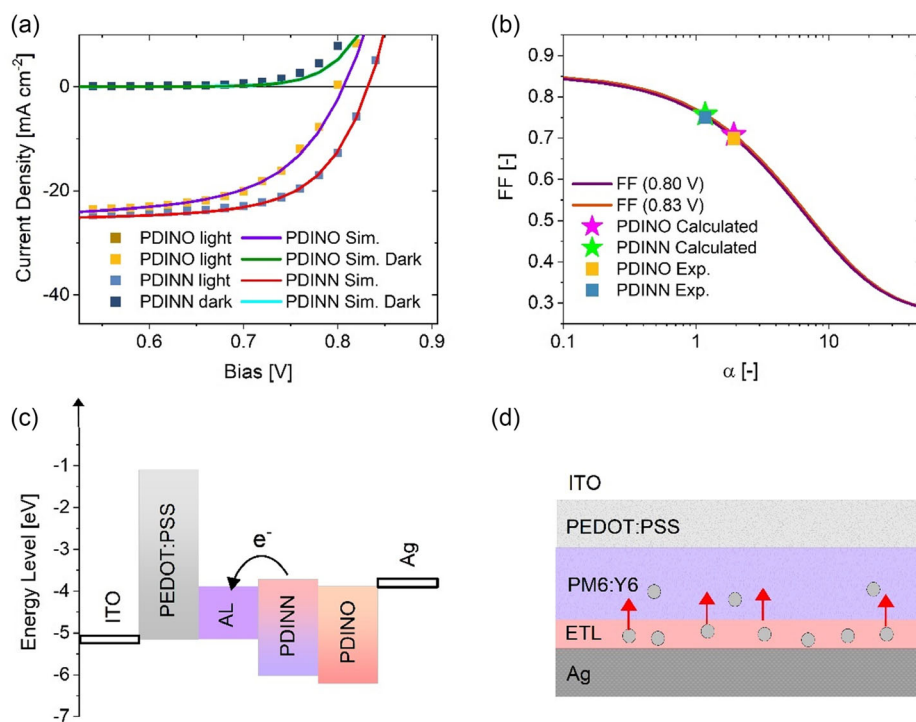 (a)
Current Density [mA cm⁻²]
0
-20
-40
PDINO light
PDINO light
PDINN light
PDINN dark
PDINO Sim.
PDINO Sim. Dark
PDINN Sim.
PDINN Sim. Dark
0.6 0.7 0.8 0.9
Bias [V]
(b)
FF [-]
0.9
0.8
0.7
0.6
0.5
0.4
0.3
FF (0.80 V)
FF (0.83 V)
PDINO Calculated
PDINN Calculated
PDINO Exp.
PDINN Exp.
0.1 1 10
α [-]
(c)
Energy Level [eV]
-1
-2
-3
-4
-5
-6
-7
ITO
PEDOT:PSS
AL
e⁻
PDINN
PDINO
Ag
(d)
ITO
PEDOT:PSS
PM6:Y6
ETL
Ag